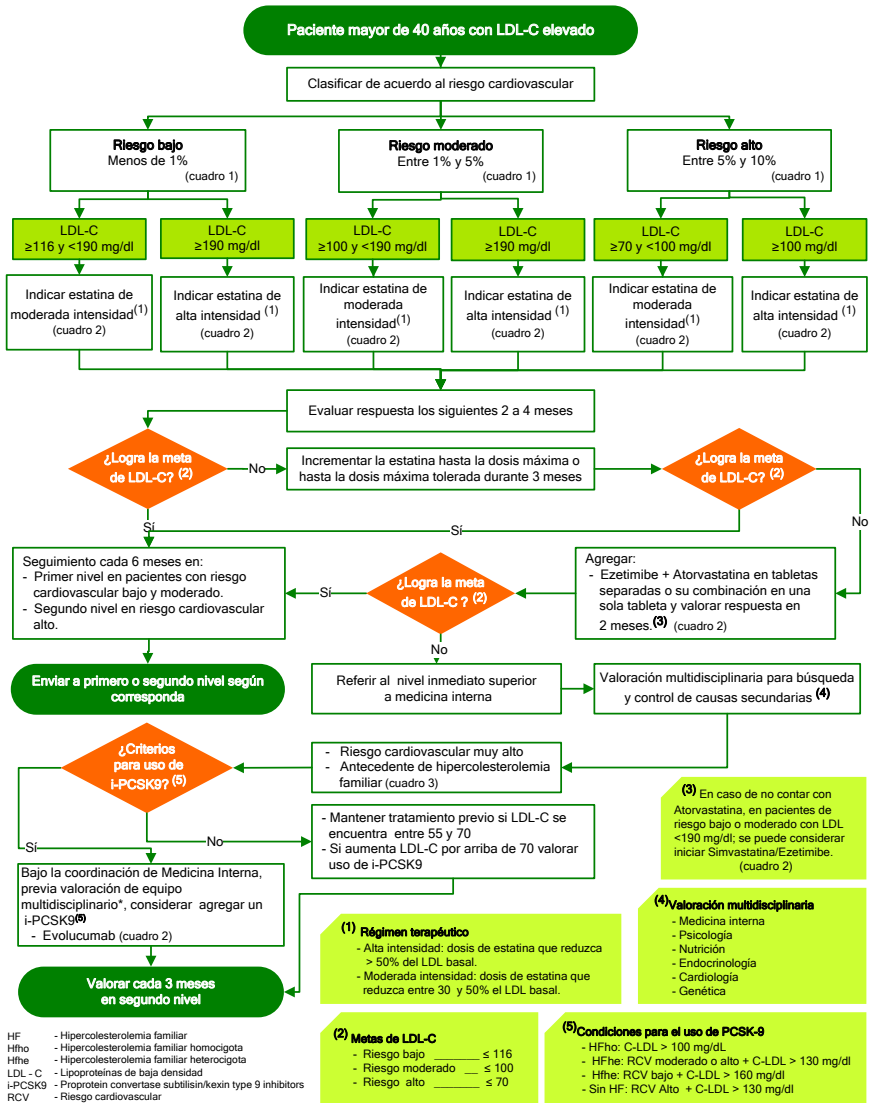 Paciente mayor de 40 años con LDL-C elevado
Clasificar de acuerdo al riesgo cardiovascular
Riesgo bajo
Menos de 1%
(cuadro 1)
Riesgo moderado
Entre 1% y 5%
(cuadro 1)
Riesgo alto
Entre 5% y 10%
(cuadro 1)
LDL-C
≥116 y <190 mg/dl
LDL-C
≥190 mg/dl
LDL-C
≥100 y <190 mg/dl
LDL-C
≥190 mg/dl
LDL-C
≥70 y <100 mg/dl
LDL-C
≥100 mg/dl
Indicar estatina de
moderada intensidad(1)
(cuadro 2)
Indicar estatina de
alta intensidad (1)
(cuadro 2)
Indicar estatina de
moderada
intensidad(1)
(cuadro 2)
Indicar estatina de
alta intensidad (1)
(cuadro 2)
Indicar estatina de
moderada
intensidad(1)
(cuadro 2)
Indicar estatina de
alta intensidad (1)
(cuadro 2)
Evaluar respuesta los siguientes 2 a 4 meses
¿Logra la meta
de LDL-C? (2)
No
Incrementar la estatina hasta la dosis máxima o
hasta la dosis máxima tolerada durante 3 meses
¿Logra la meta
de LDL-C? (2)
No
Sí
Sí
Seguimiento cada 6 meses en:
- Primer nivel en pacientes con riesgo
cardiovascular bajo y moderado.
- Segundo nivel en riesgo cardiovascular
alto.
Sí
¿Logra la meta
de LDL-C ? (2)
Agregar:
- Ezetimibe + Atorvastatina en tabletas
separadas o su combinación en una
sola tableta y valorar respuesta en
2 meses.(3) (cuadro 2)
No
Enviar a primero o segundo nivel según
corresponda
Referir al nivel inmediato superior
a medicina interna
Valoración multidisciplinaria para búsqueda
y control de causas secundarias (4)
¿Criterios
para uso de
i-PCSK9? (5)
- Riesgo cardiovascular muy alto
- Antecedente de hipercolesterolemia
familiar (cuadro 3)
No
- Mantener tratamiento previo si LDL-C se
encuentra entre 55 y 70
- Si aumenta LDL-C por arriba de 70 valorar
uso de i-PCSK9
(3) En caso de no contar con
Atorvastatina, en pacientes de
riesgo bajo o moderado con LDL
<190 mg/dl; se puede considerar
iniciar Simvastatina/Ezetimibe.
(cuadro 2)
Sí
Bajo la coordinación de Medicina Interna,
previa valoración de equipo
multidisciplinario*, considerar agregar un
i-PCSK9(5)
- Evolucumab (cuadro 2)
Valorar cada 3 meses
en segundo nivel
(1) Régimen terapéutico
- Alta intensidad: dosis de estatina que reduzca
> 50% del LDL basal.
- Moderada intensidad: dosis de estatina que
reduzca entre 30 y 50% el LDL basal.
(4)Valoración multidisciplinaria
- Medicina interna
- Psicología
- Nutrición
- Endocrinología
- Cardiología
- Genética
(2) Metas de LDL-C
- Riesgo bajo _______ ≤ 116
- Riesgo moderado __ ≤ 100
- Riesgo alto ____ ≤ 70
(5)Condiciones para el uso de PCSK-9
- HFho: C-LDL > 100 mg/dL
- HFhe: RCV moderado o alto + C-LDL > 130 mg/dl
- Hfhe: RCV bajo + C-LDL > 160 mg/dl
- Sin HF: RCV Alto + C-LDL > 130 mg/dl
HF - Hipercolesterolemia familiar
Hfho - Hipercolesterolemia familiar homocigota
Hfhe - Hipercolesterolemia familiar heterocigota
LDL - C - Lipoproteínas de baja densidad
i-PCSK9 - Proprotein convertase subtilisin/kexin type 9 inhibitors
RCV - Riesgo cardiovascular